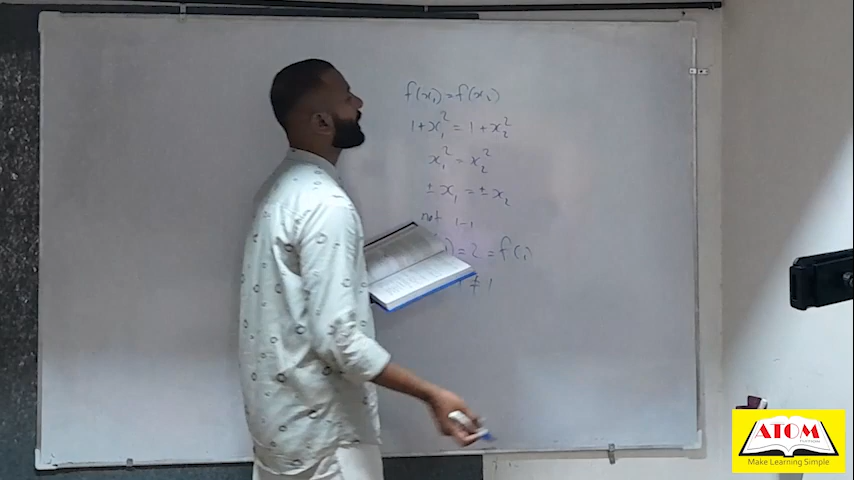 f(x₁) = f(x₂)
1+x₁² = 1+x₂²
x₁² = x₂²
±x₁ = ±x₂
not 1-1
) = 2 = f(1)
≠ 1
ATOM
Make Learning Simple